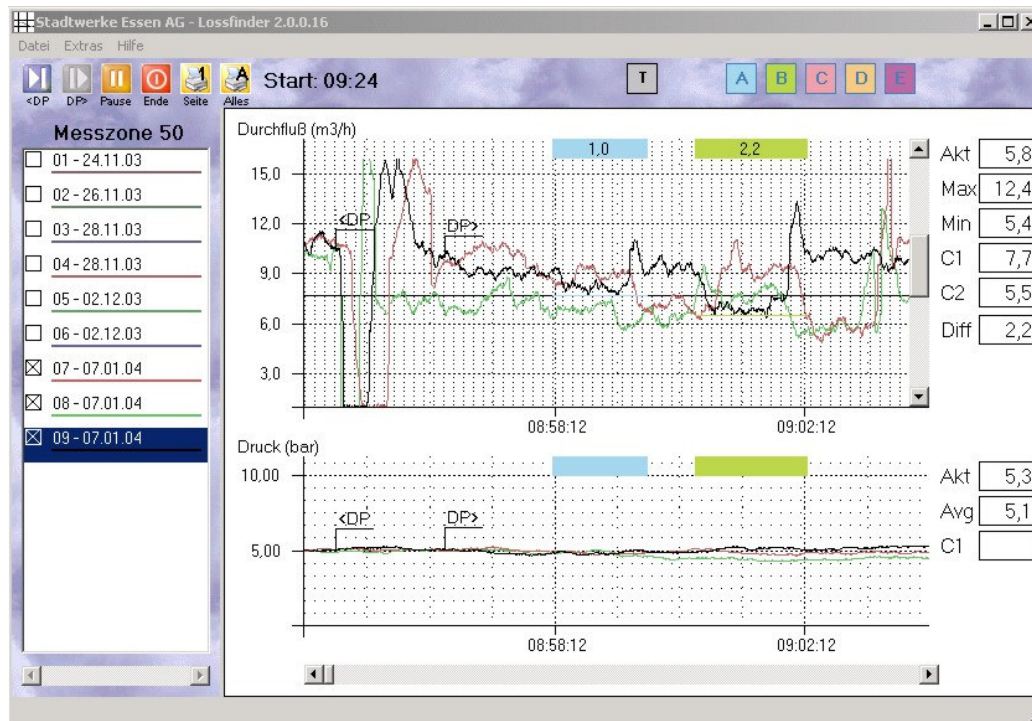 Stadtwerke Essen AG - Lossfinder 2.0.0.16
Datei Extras Hilfe
<DP DP> Pause Ende Seite Alles
1 A
Start: 09:24
T A B C D E
Messzone 50
01 - 24.11.03
02 - 26.11.03
03 - 28.11.03
04 - 28.11.03
05 - 02.12.03
06 - 02.12.03
07 - 07.01.04
08 - 07.01.04
09 - 07.01.04
Durchfluß (m3/h)
1,0 2,2
15,0
12,0
9,0
6,0
3,0
<DP DP>
08:58:12 09:02:12
Akt 5,8
Max 12,4
Min 5,4
C1 7,7
C2 5,5
Diff 2,2
Druck (bar)
10,00
5,00
<DP DP>
08:58:12 09:02:12
Akt 5,3
Avg 5,1
C1